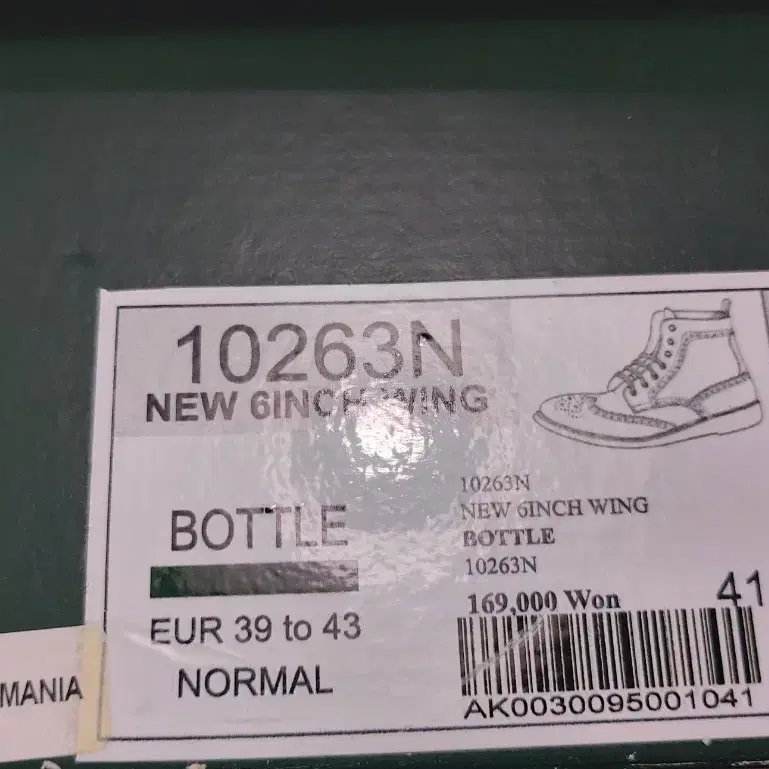 10263N
NEW 6INCH WING
10263N
NEW 6INCH WING
BOTTLE
BOTTLE
10263N
169,000 Won
41
EUR 39 to 43
NORMAL
AK0030095001041
MANIA